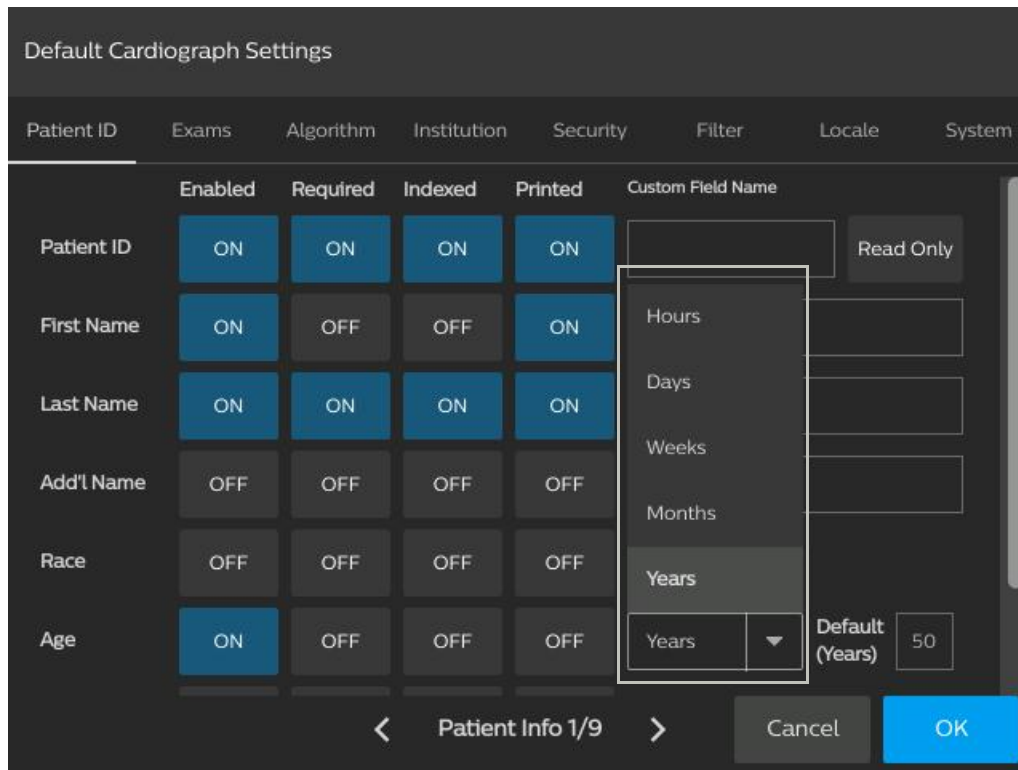 Default Cardiograph Settings
Patient ID Exams Algorithm Institution Security Filter Locale System
Enabled Required Indexed Printed Custom Field Name
Patient ID ON ON ON ON Read Only
First Name ON OFF OFF ON Hours
Days
Last Name ON ON ON ON
Weeks
Add'l Name OFF OFF OFF OFF
Months
Race OFF OFF OFF OFF Years
Age ON OFF OFF OFF Years Default (Years) 50
Patient Info 1/9 Cancel OK